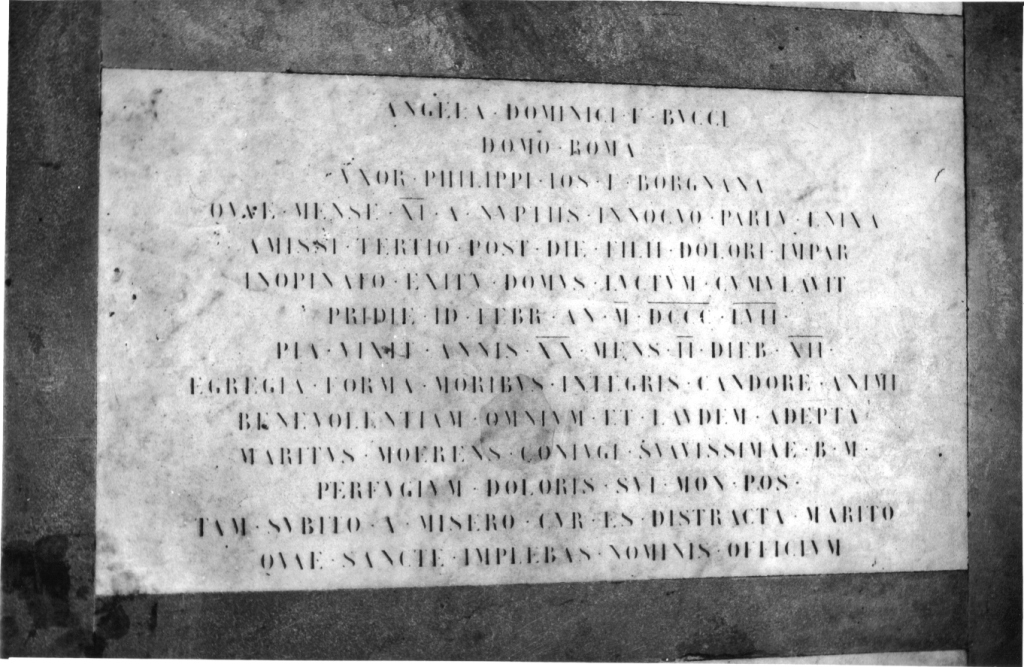 ANGELA · DOMINICI · F · BVCCI
DOMO · ROMA
VXOR · PHILIPPI · IOS · F · BORGNANA
QVAE · MENSE · XI · A · NVPTIIS · INNOCVO · PARTV · ENIXA
AMISSI · TERTIO · POST · DIE · FILII · DOLORI · IMPAR
INOPINATO · EXITV · DOMVS · LVCTVM · CVMVLAVIT
PRIDIE · ID · FEBR · AN · M · DCCC · LVII ·
PIA · VIXIT · ANNIS · XX · MENS · II · DIEB · XII ·
EGREGIA · FORMA · MORIBVS · INTEGRIS · CANDORE · ANIMI
BENEVOLENTIAM · OMNIVM · ET · LAVDEM · ADEPTA
MARITVS · MOERENS · CONIVGI · SVAVISSIMAE · B · M ·
PERFVGIVM · DOLORIS · SVI · MON · POS ·
TAM · SVBITO · A · MISERO · CVR · ES · DISTRACTA · MARITO
QVAE · SANCTE · IMPLEBAS · NOMINIS · OFFICIVM